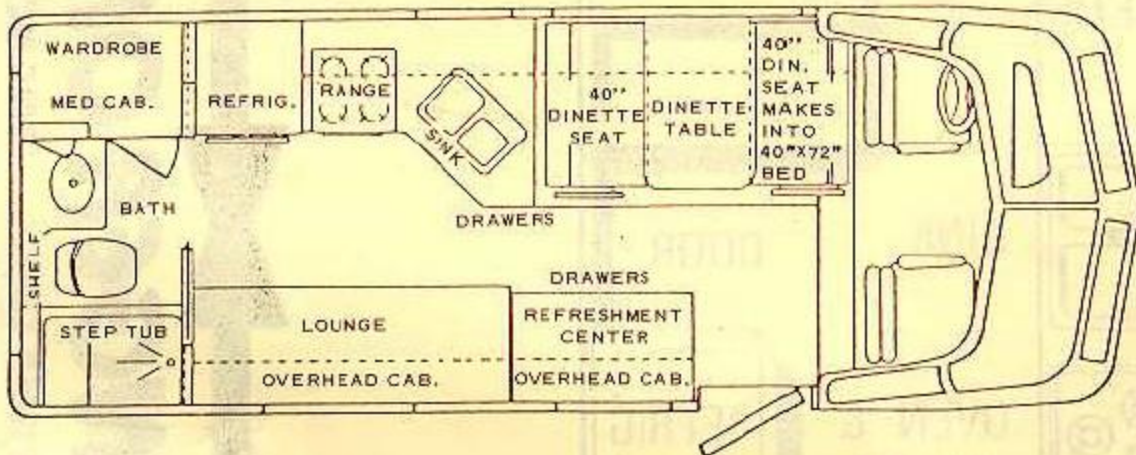 WARDROBE
MED CAB.
REFRIG.
RANGE
SINK
40"
DINETTE
SEAT
DINETTE
TABLE
40"
DIN.
SEAT
MAKES
INTO
40"X72"
BED
BATH
SHELF
DRAWERS
DRAWERS
STEP TUB
LOUNGE
OVERHEAD CAB.
REFRESHMENT
CENTER
OVERHEAD CAB.